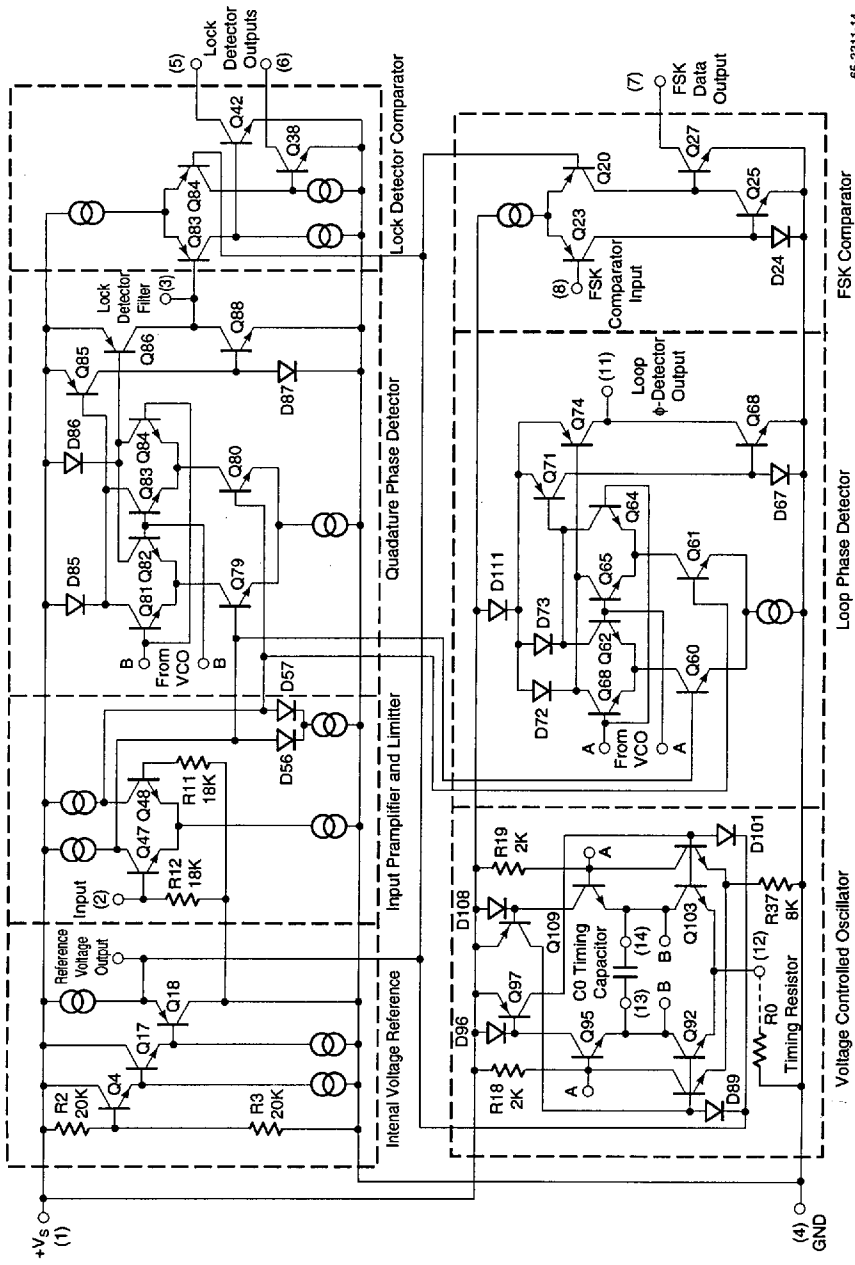 +VS
(1)
R2
20K
R3
20K
Q4
Q17
Q18
Reference
Voltage
Output
Intenal Voltage Reference
Input
(2)
R12
18K
Q47
Q48
R11
18K
D56
D57
Input Pramplifier and Limitter
B
From
VCO
B
D85
D86
Q81
Q82
Q83
Q84
Q79
Q80
Q85
Q86
D87
Q88
Lock
Detector
Filter
(3)
Quadature Phase Detector
Q83
Q84
Q42
Q38
Lock Detector Comparator
(5)
Lock
Detector
Outputs
(6)
(4)
GND
R18
2K
D96
Q97
Q95
A
C0 Timing
Capacitor
(13)
(14)
B
B
Q92
Q103
D89
D101
R0
Timing Resistor
(12)
R37
8K
D108
Q109
R19
2K
A
Voltage Controlled Oscillator
A
From
VCO
A
D111
D72
D73
Q68
Q62
Q65
Q64
Q60
Q61
Q71
Q74
D67
Q68
(11)
Loop
ϕ-Detector
Output
Loop Phase Detector
(8)
FSK
Comparator
Input
Q23
Q20
D24
Q25
Q27
FSK Comparator
(7)
FSK
Data
Output
65-2211-14